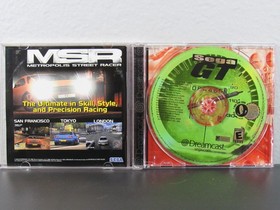 MSR
METROPOLIS STREET RACER
The Ultimate in Skill, Style,
and Precision Racing
SAN FRANCISCO
TOKYO
LONDON
SEGA
Sega
GT
Dreamcast